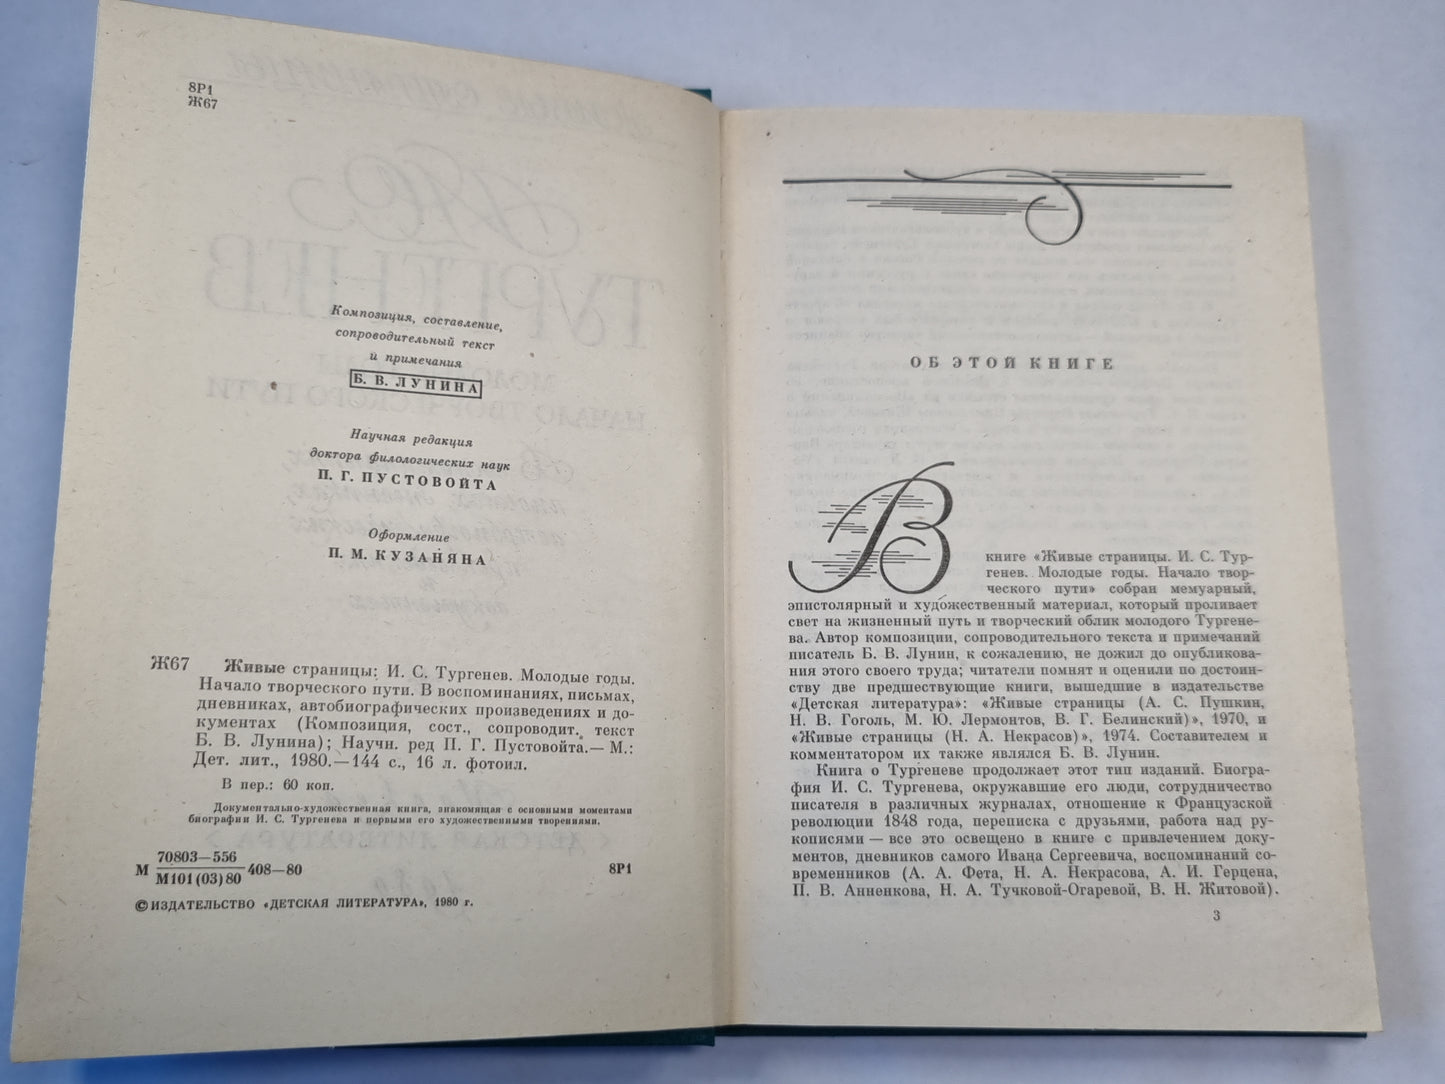 8Р1
Ж67
Композиция, составление,
сопроводительный текст
и примечания
Б. В. ЛУНИНА
Научная редакция
доктора филологических наук
П. Г. ПУСТОВОЙТА
Оформление
П. М. КУЗАНЯНА
Ж67 Живые страницы: И. С. Тургенев. Молодые годы.
Начало творческого пути. В воспоминаниях, письмах,
дневниках, автобиографических произведениях и до-
кументах (Композиция, сост., сопроводит. текст
Б. В. Лунина); Научн. ред П. Г. Пустовойта.— М.:
Дет. лит., 1980.—144 с., 16 л. фотоил.
В пер.: 60 коп.
Документально-художественная книга, знакомящая с основными моментами
биографии И. С. Тургенева и первыми его художественными творениями.
М 70803—556
М101(03)80 408—80 8Р1
© ИЗДАТЕЛЬСТВО «ДЕТСКАЯ ЛИТЕРАТУРА», 1980 г.
ОБ ЭТОЙ КНИГЕ
В книге «Живые страницы. И. С. Тур-
генев. Молодые годы. Начало твор-
ческого пути» собран мемуарный,
эпистолярный и художественный материал, который проливает
свет на жизненный путь и творческий облик молодого Тургене-
ва. Автор композиции, сопроводительного текста и примечаний
писатель Б. В. Лунин, к сожалению, не дожил до опубликова-
ния этого своего труда; читатели помнят и оценили по достоин-
ству две предшествующие книги, вышедшие в издательстве
«Детская литература»: «Живые страницы (А. С. Пушкин,
Н. В. Гоголь, М. Ю. Лермонтов, В. Г. Белинский)», 1970, и
«Живые страницы (Н. А. Некрасов)», 1974. Составителем и
комментатором их также являлся Б. В. Лунин.
Книга о Тургеневе продолжает этот тип изданий. Биогра-
фия И. С. Тургенева, окружавшие его люди, сотрудничество
писателя в различных журналах, отношение к Французской
революции 1848 года, переписка с друзьями, работа над ру-
кописями — все это освещено в книге с привлечением доку-
ментов, дневников самого Ивана Сергеевича, воспоминаний со-
временников (А. А. Фета, Н. А. Некрасова, А. И. Герцена,
П. В. Анненкова, Н. А. Тучковой-Огаревой, В. Н. Житовой).
3